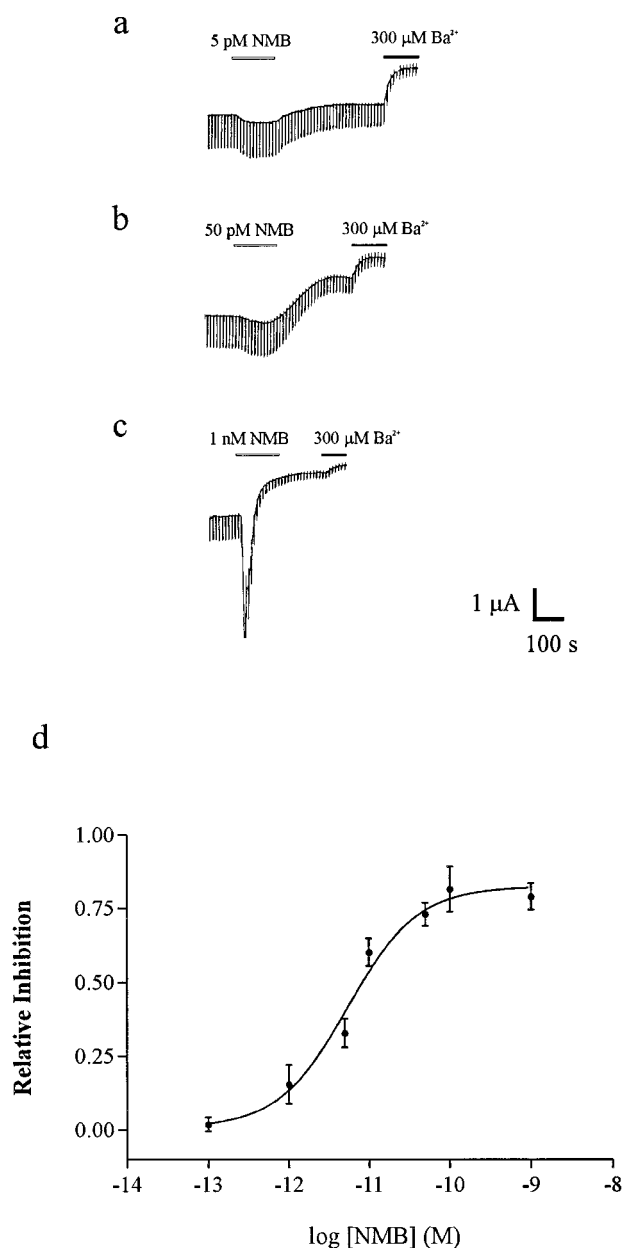 a
5 pM NMB 300 μM Ba²⁺
b
50 pM NMB 300 μM Ba²⁺
c
1 nM NMB 300 μM Ba²⁺
1 μA
100 s
d
Relative Inhibition
1.00
0.75
0.50
0.25
0.00
-14 -13 -12 -11 -10 -9 -8
log [NMB] (M)